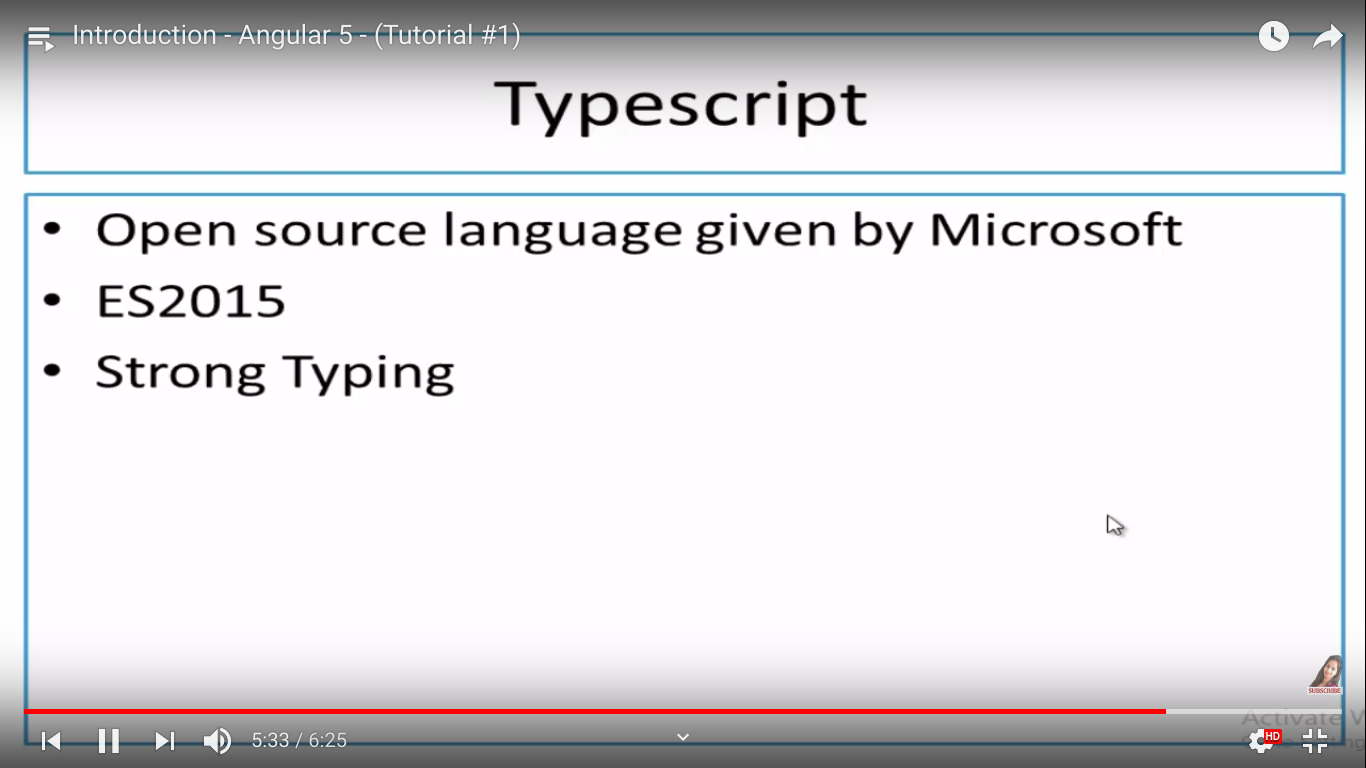 Introduction - Angular 5 - (Tutorial #1)
Typescript
• Open source language given by Microsoft
• ES2015
• Strong Typing
SUBSCRIBE
Activate
5:33 / 6:25
HD